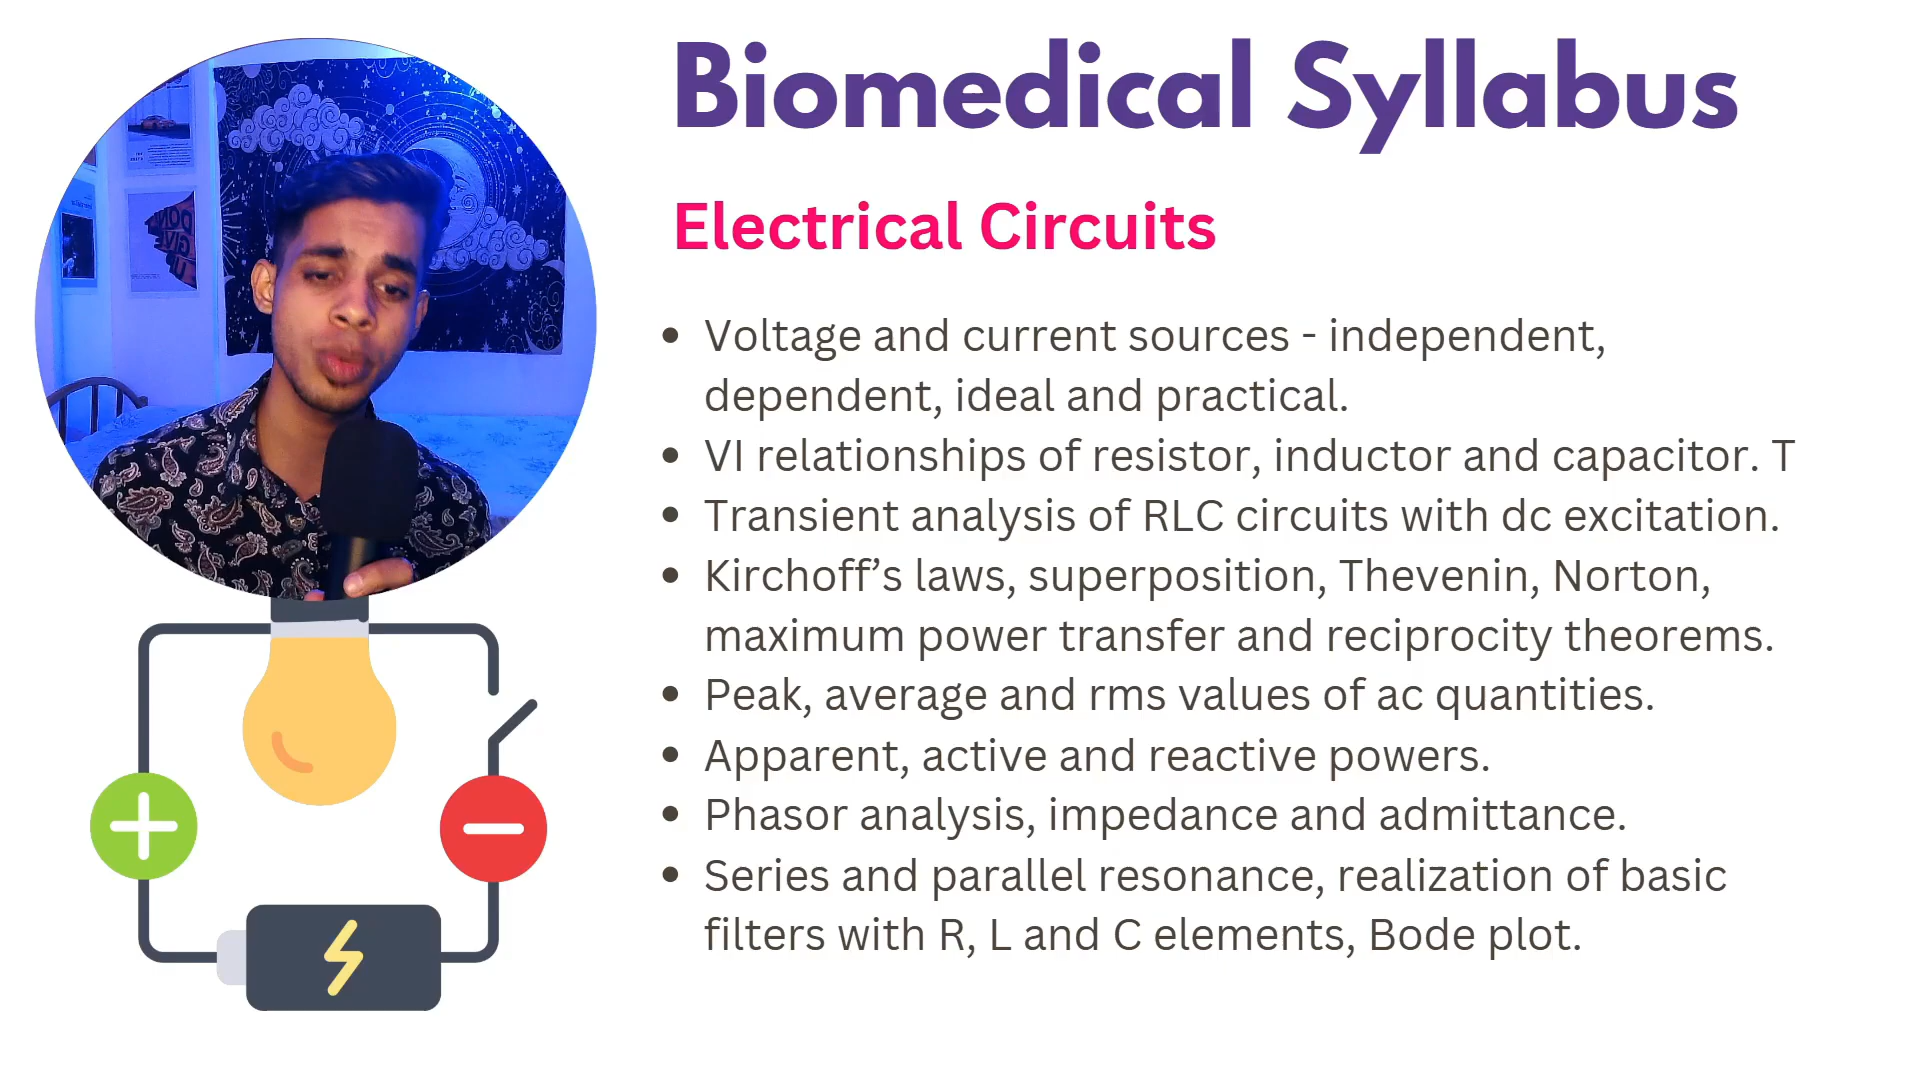 Biomedical Syllabus
Electrical Circuits
• Voltage and current sources - independent,
dependent, ideal and practical.
• VI relationships of resistor, inductor and capacitor. T
• Transient analysis of RLC circuits with dc excitation.
• Kirchoff’s laws, superposition, Thevenin, Norton,
maximum power transfer and reciprocity theorems.
• Peak, average and rms values of ac quantities.
• Apparent, active and reactive powers.
• Phasor analysis, impedance and admittance.
• Series and parallel resonance, realization of basic
filters with R, L and C elements, Bode plot.